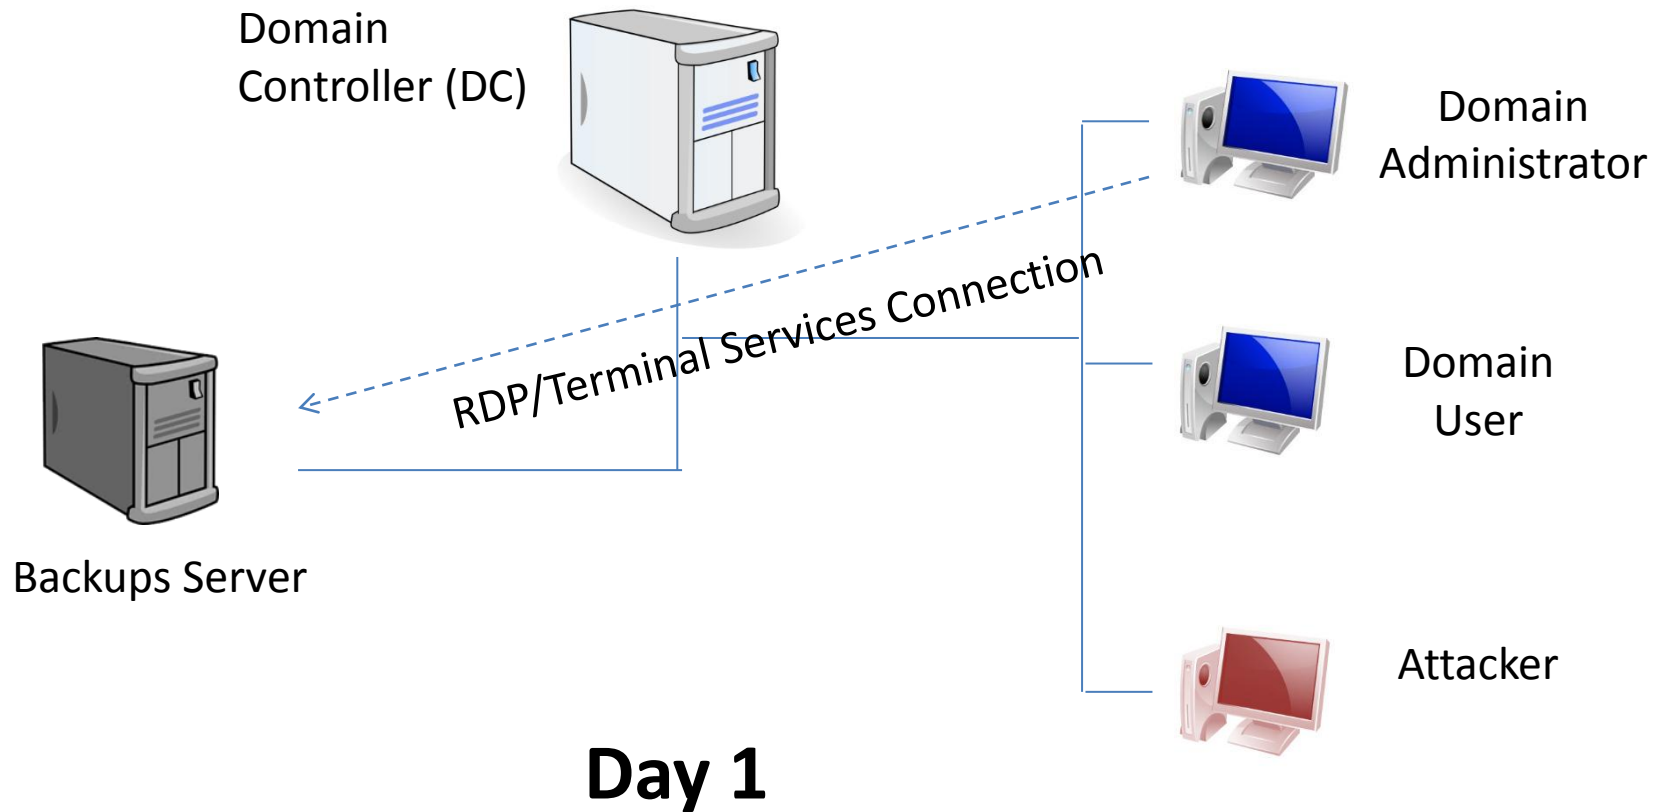 Domain
Controller (DC)
Domain
Administrator
RDP/Terminal Services Connection
Domain
User
Backups Server
Attacker
Day 1